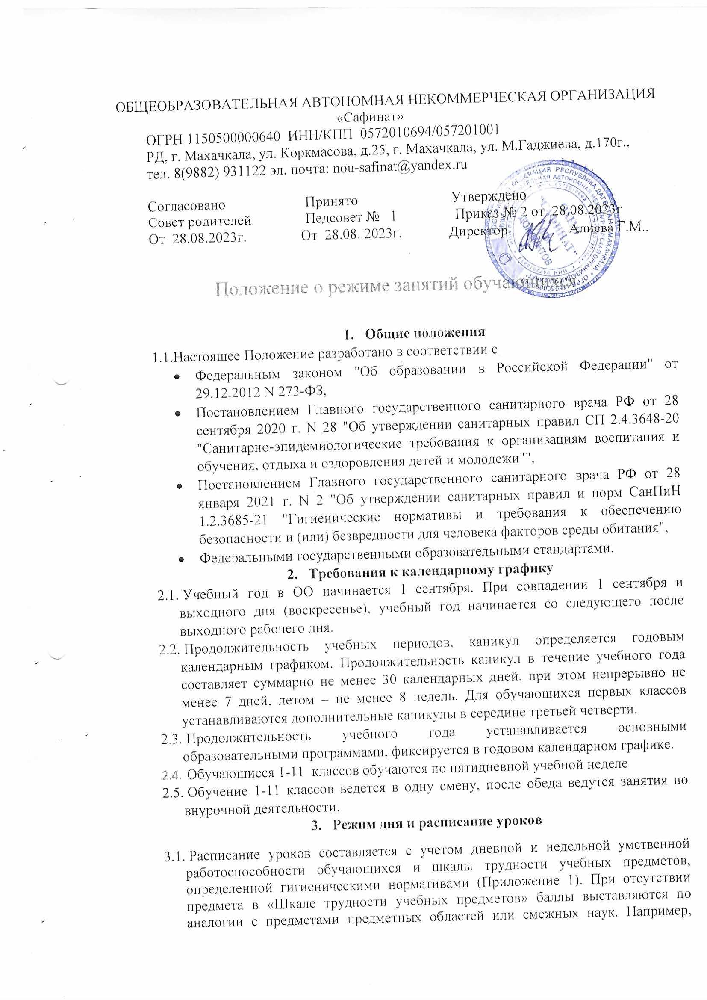 ОБЩЕОБРАЗОВАТЕЛЬНАЯ АВТОНОМНАЯ НЕКОММЕРЧЕСКАЯ ОРГАНИЗАЦИЯ
«Сафинат»
ОГРН 1150500000640 ИНН/КПП 0572010694/057201001
РД, г. Махачкала, ул. Коркмасова, д.25, г. Махачкала, ул. М.Гаджиева, д.170г.,
тел. 8(9882) 931122 эл. почта: nou-safinat@yandex.ru
Согласовано Принято Утверждено
Совет родителей Педсовет № 1 Приказ № 2 от 28.08.2023г
От 28.08.2023г. От 28.08. 2023г. Директор Алиева Г.М..
Положение о режиме занятий обучающихся
1. Общие положения
1.1.Настоящее Положение разработано в соответствии с
• Федеральным законом "Об образовании в Российской Федерации" от
29.12.2012 N 273-ФЗ,
• Постановлением Главного государственного санитарного врача РФ от 28
сентября 2020 г. N 28 "Об утверждении санитарных правил СП 2.4.3648-20
"Санитарно-эпидемиологические требования к организациям воспитания и
обучения, отдыха и оздоровления детей и молодежи"",
• Постановлением Главного государственного санитарного врача РФ от 28
января 2021 г. N 2 "Об утверждении санитарных правил и норм СанПиН
1.2.3685-21 "Гигиенические нормативы и требования к обеспечению
безопасности и (или) безвредности для человека факторов среды обитания",
• Федеральными государственными образовательными стандартами.
2. Требования к календарному графику
2.1. Учебный год в ОО начинается 1 сентября. При совпадении 1 сентября и
выходного дня (воскресенье), учебный год начинается со следующего после
выходного рабочего дня.
2.2. Продолжительность учебных периодов, каникул определяется годовым
календарным графиком. Продолжительность каникул в течение учебного года
составляет суммарно не менее 30 календарных дней, при этом непрерывно не
менее 7 дней, летом – не менее 8 недель. Для обучающихся первых классов
устанавливаются дополнительные каникулы в середине третьей четверти.
2.3. Продолжительность учебного года устанавливается основными
образовательными программами, фиксируется в годовом календарном графике.
2.4. Обучающиеся 1-11 классов обучаются по пятидневной учебной неделе
2.5. Обучение 1-11 классов ведется в одну смену, после обеда ведутся занятия по
внурочной деятельности.
3. Режим дня и расписание уроков
3.1. Расписание уроков составляется с учетом дневной и недельной умственной
работоспособности обучающихся и шкалы трудности учебных предметов,
определенной гигиеническими нормативами (Приложение 1). При отсутствии
предмета в «Шкале трудности учебных предметов» баллы выставляются по
аналогии с предметами предметных областей или смежных наук. Например,